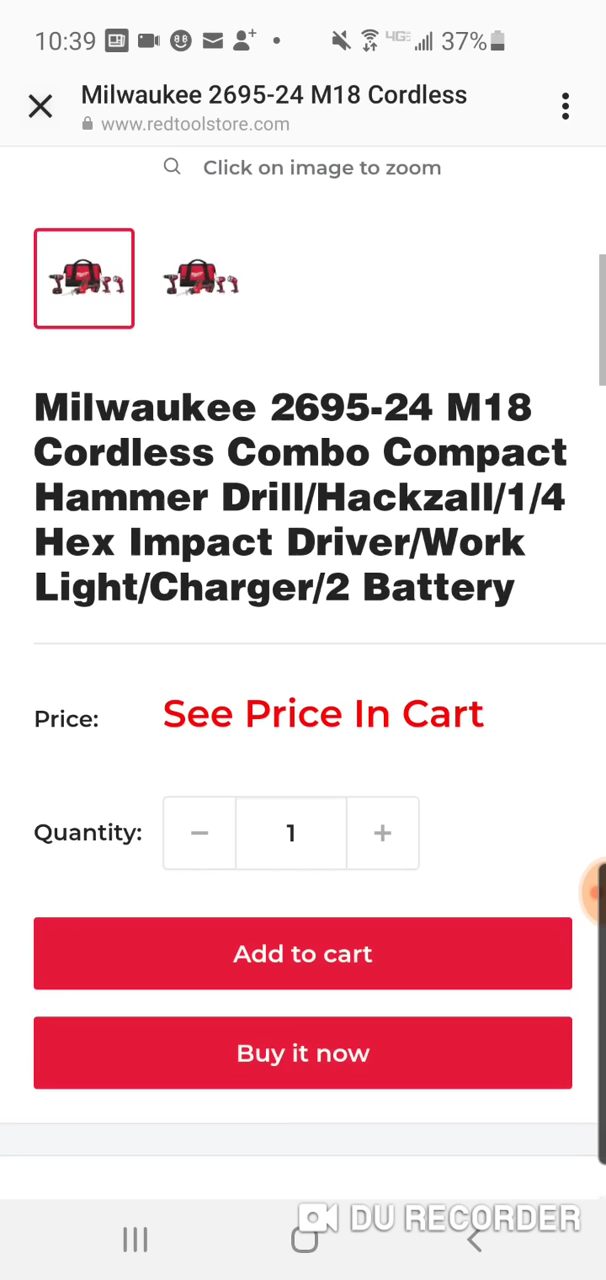 10:39
4GE
37%
Milwaukee 2695-24 M18 Cordless
www.redtoolstore.com
Click on image to zoom
Milwaukee 2695-24 M18
Cordless Combo Compact
Hammer Drill/Hackzall/1/4
Hex Impact Driver/Work
Light/Charger/2 Battery
Price: See Price In Cart
Quantity: − 1 +
Add to cart
Buy it now
DU RECORDER